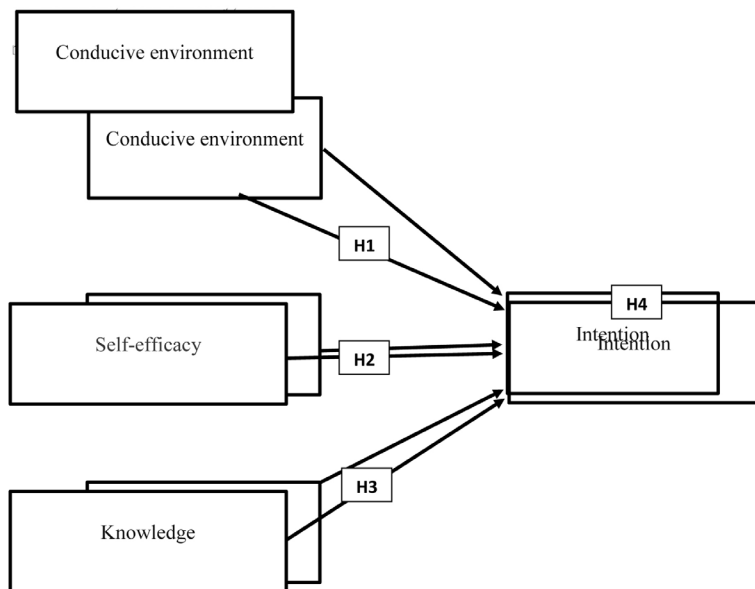 Conducive environment
Conducive environment
H1
H4
Intention
Intention
Self-efficacy
H2
H3
Knowledge